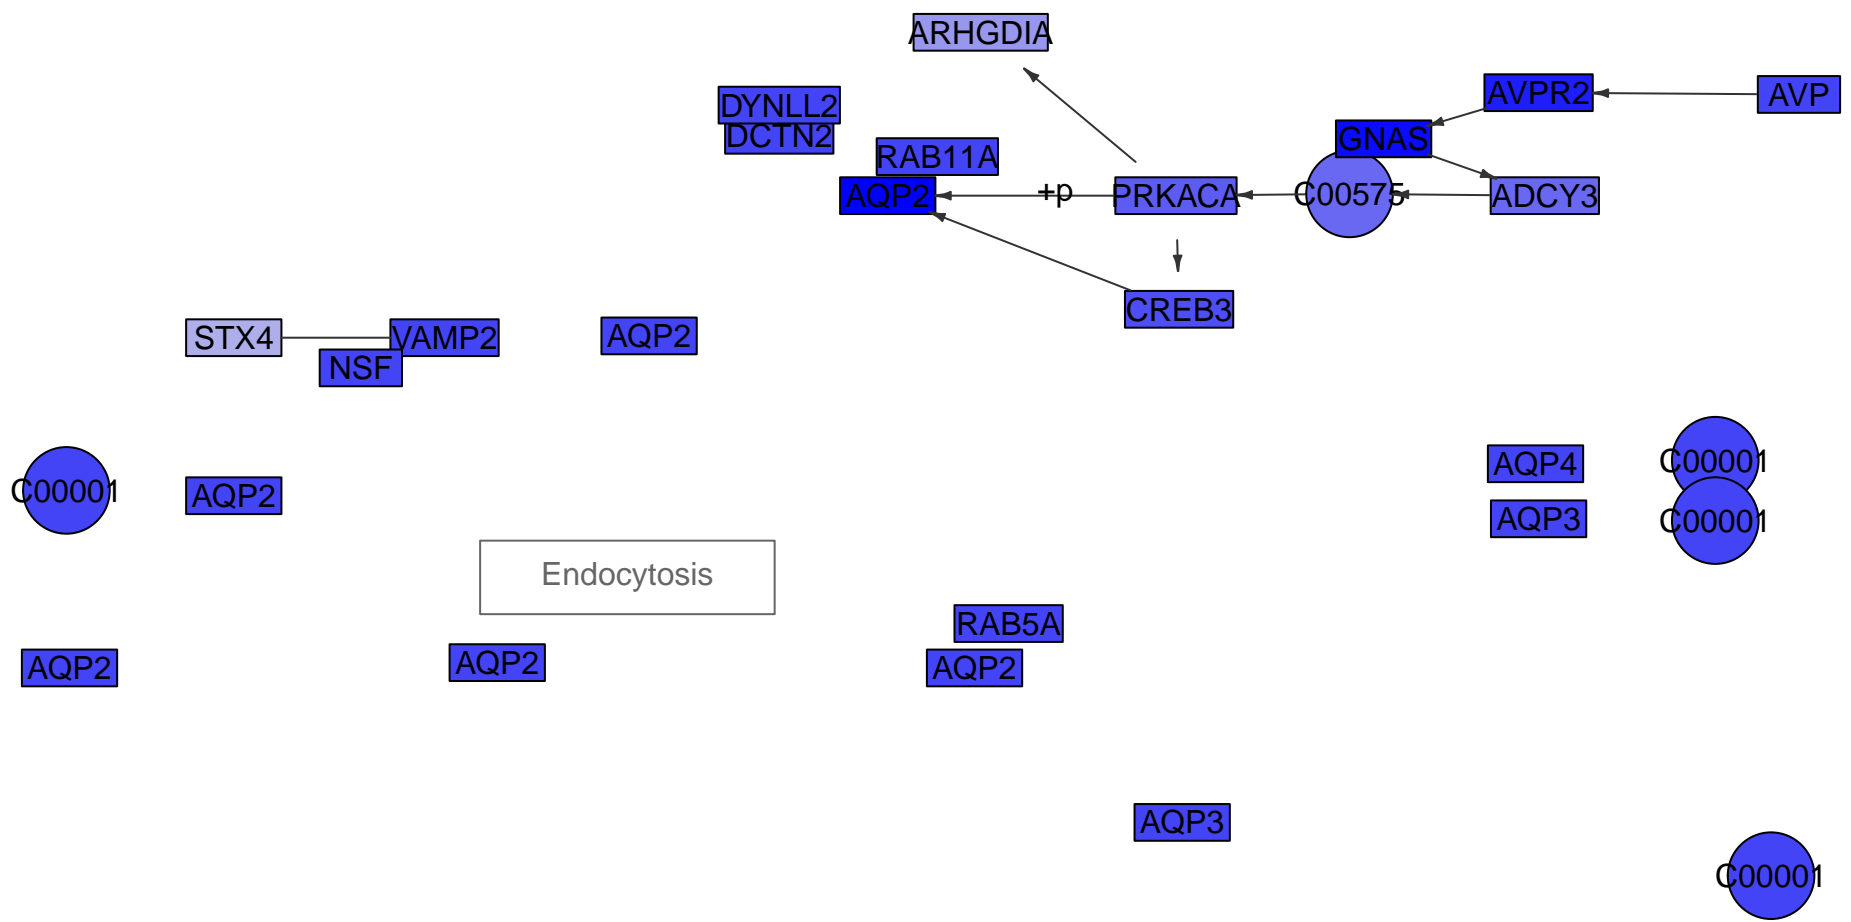 ARHGDIA
DYNLL2
AVPR2
AVP
DCTN2
GNAS
RAB11A
AQP2
+p
PRKACA
C00575
ADCY3
CREB3
STX4
VAMP2
AQP2
NSF
AQP4
C00001
C00001
AQP2
AQP3
C00001
Endocytosis
RAB5A
AQP2
AQP2
AQP2
AQP3
C00001